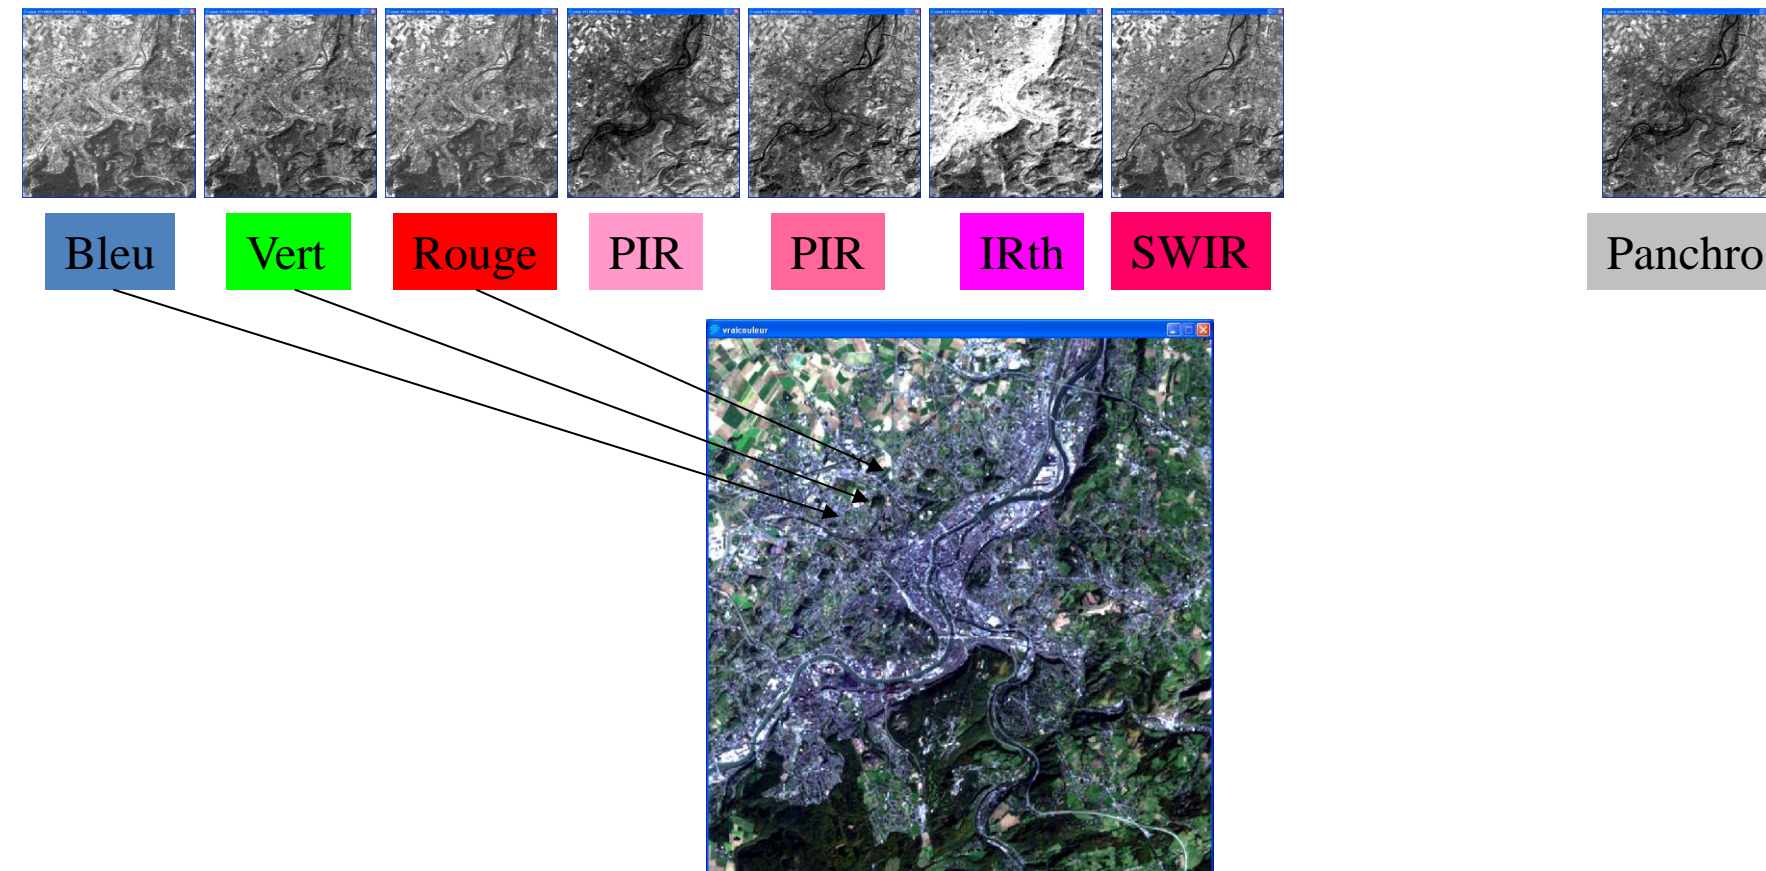 Bleu
Vert
Rouge
PIR
PIR
IRth
SWIR
Panchro
vraicouleur